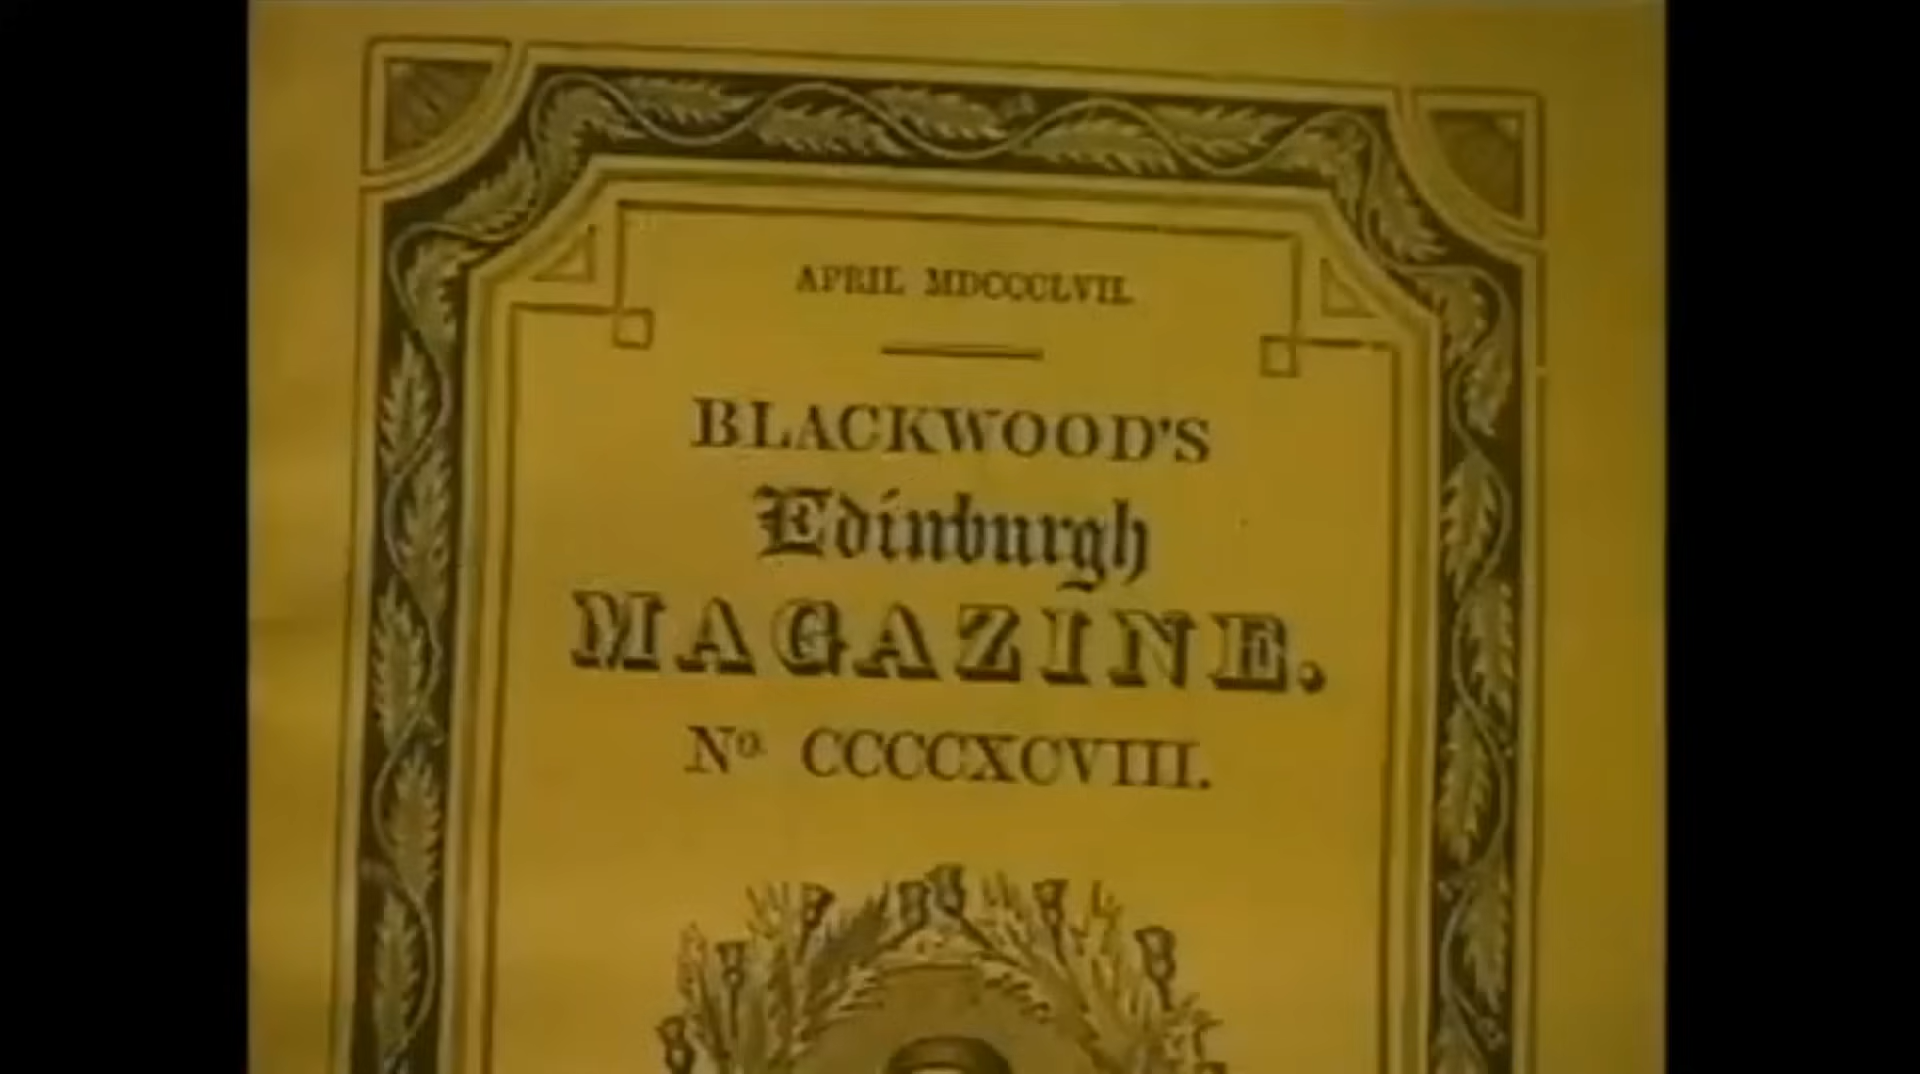 APRIL MDCCCLVII.
BLACKWOOD'S
Edinburgh
MAGAZINE.
No. CCCCXCVIII.